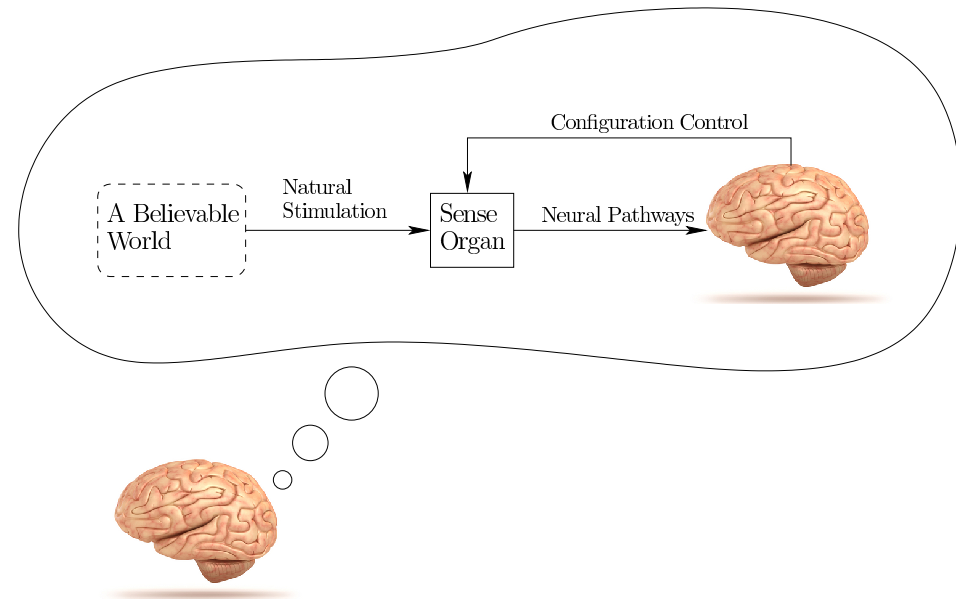 Configuration Control
Natural
Stimulation
A Believable
World
Sense
Organ
Neural Pathways